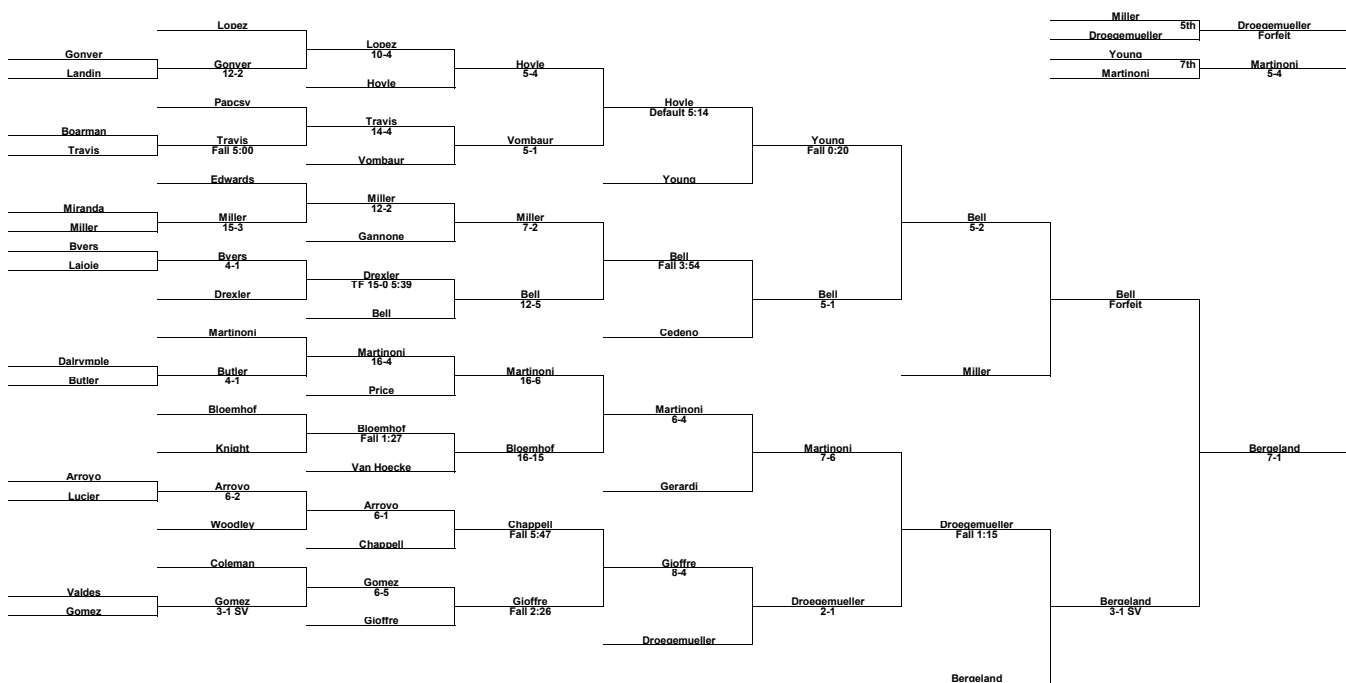 Gonyer
Landin
Boarman
Travis
Miranda
Miller
Byers
Lajoie
Dalrymple
Butler
Arroyo
Lucier
Valdes
Gomez
Lopez
Gonyer
12-2
Papcsy
Travis
Fall 5:00
Edwards
Miller
15-3
Byers
4-1
Drexler
Martinoni
Butler
4-1
Bloemhof
Knight
Arroyo
6-2
Woodley
Coleman
Gomez
3-1 SV
Lopez
10-4
Hoyle
Travis
14-4
Vombaur
Miller
12-2
Gannone
Drexler
TF 15-0 5:39
Bell
Martinoni
16-4
Price
Bloemhof
Fall 1:27
Van Hoecke
Arroyo
6-1
Chappell
Gomez
6-5
Gioffre
Hoyle
5-4
Vombaur
5-1
Miller
7-2
Bell
12-5
Martinoni
16-6
Bloemhof
16-15
Chappell
Fall 5:47
Gioffre
Fall 2:26
Hoyle
Default 5:14
Young
Bell
Fall 3:54
Cedeno
Martinoni
6-4
Gerardi
Gioffre
8-4
Droegemueller
Young
Fall 0:20
Bell
5-1
Martinoni
7-6
Droegemueller
2-1
Bell
5-2
Miller
Droegemueller
Fall 1:15
Bergeland
Bell
Forfeit
Bergeland
3-1 SV
Bergeland
7-1
Miller
5th
Droegemueller
Droegemueller
Forfeit
Young
7th
Martinoni
Martinoni
5-4